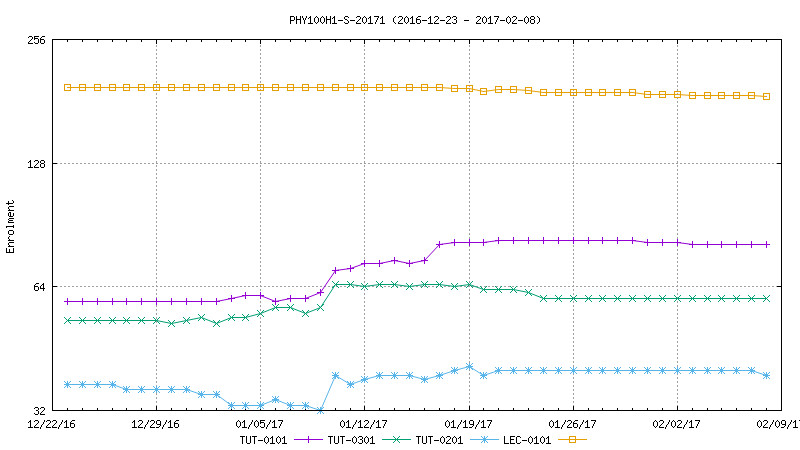 PHY100H1-S-20171 (2016-12-23 - 2017-02-08)
256
128
Enrolment
64
32
12/22/16 12/29/16 01/05/17 01/12/17 01/19/17 01/26/17 02/02/17 02/09/1
TUT-0101 TUT-0301 TUT-0201 LEC-0101